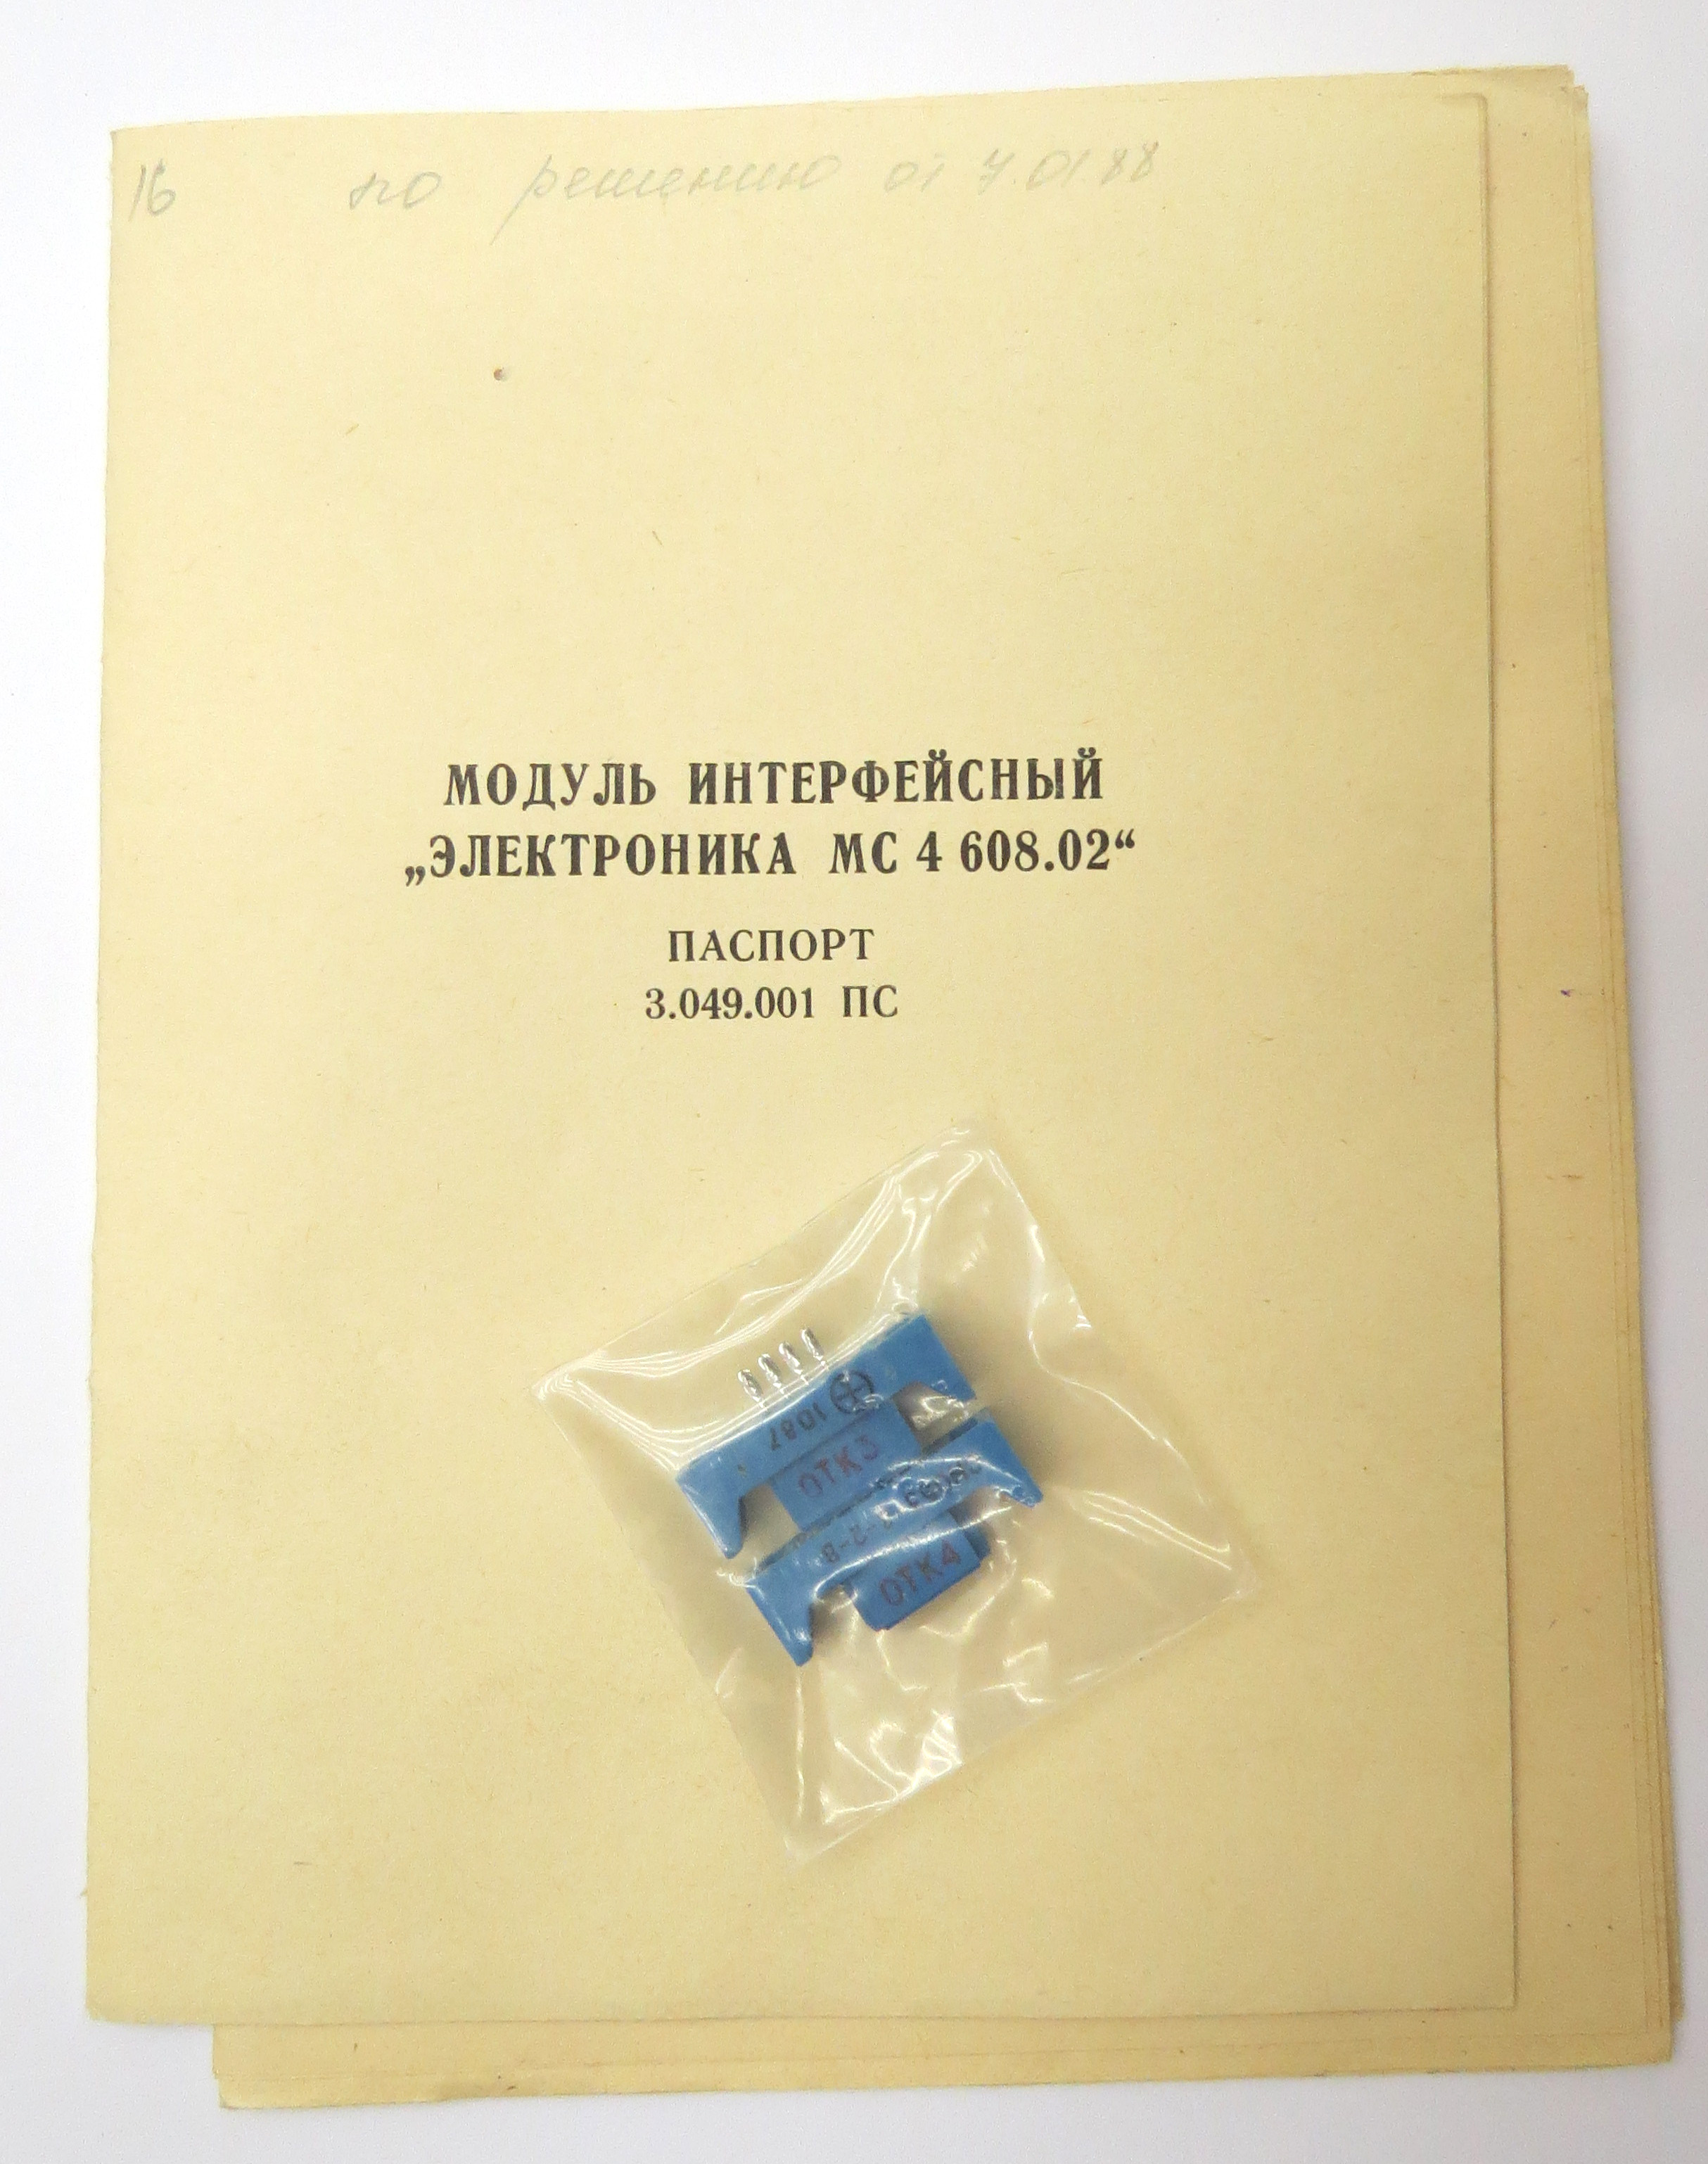 16 по решению от 7.01 88
МОДУЛЬ ИНТЕРФЕЙСНЫЙ
„ЭЛЕКТРОНИКА МС 4 608.02“
ПАСПОРТ
3.049.001 ПС
1087
ОТК3
ОТК4